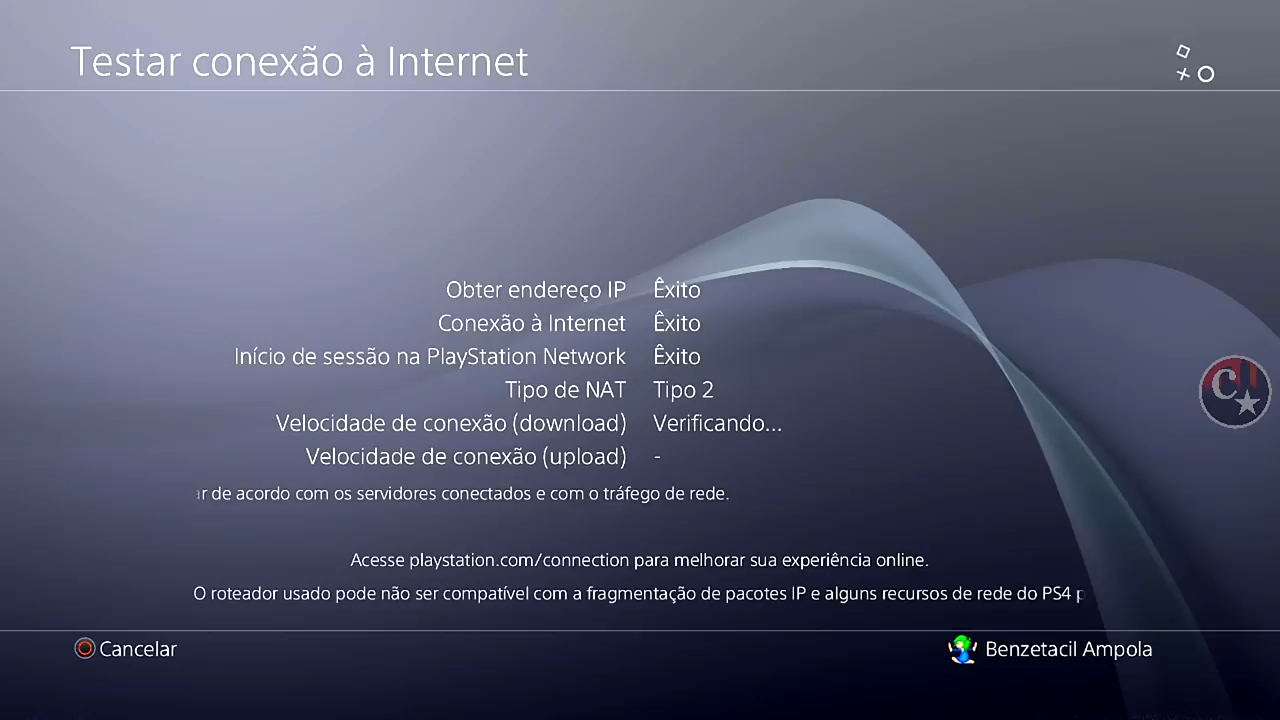 Testar conexão à Internet
Obter endereço IP Êxito
Conexão à Internet Êxito
Início de sessão na PlayStation Network Êxito
Tipo de NAT Tipo 2
Velocidade de conexão (download) Verificando...
Velocidade de conexão (upload) -
r de acordo com os servidores conectados e com o tráfego de rede.
Acesse playstation.com/connection para melhorar sua experiência online.
O roteador usado pode não ser compatível com a fragmentação de pacotes IP e alguns recursos de rede do PS4 p
Cancelar
Benzetacil Ampola
C